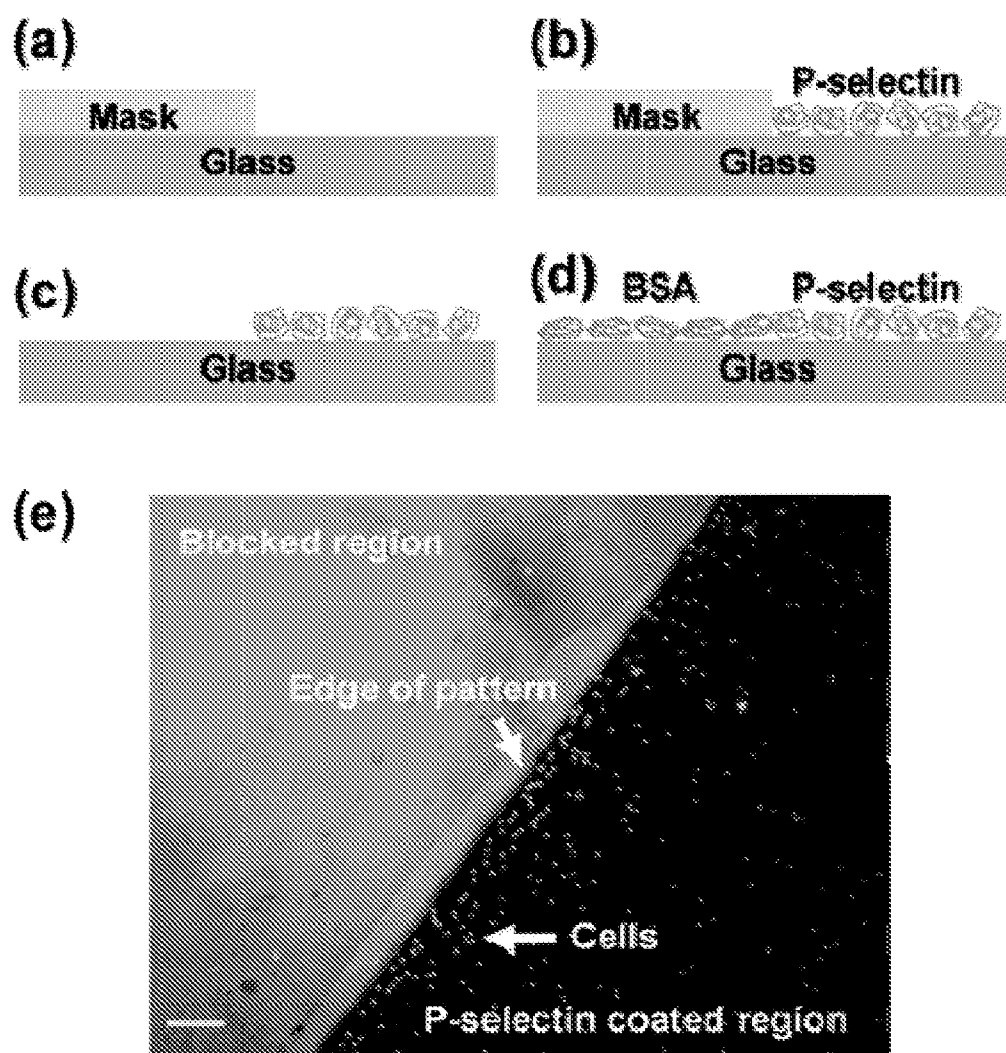 (a)
Mask
Glass
(b)
P-selectin
Mask
Glass
(c)
Glass
(d)
BSA
P-selectin
Glass
(e)
Blocked region
Edge of pattern
Cells
P-selectin coated region